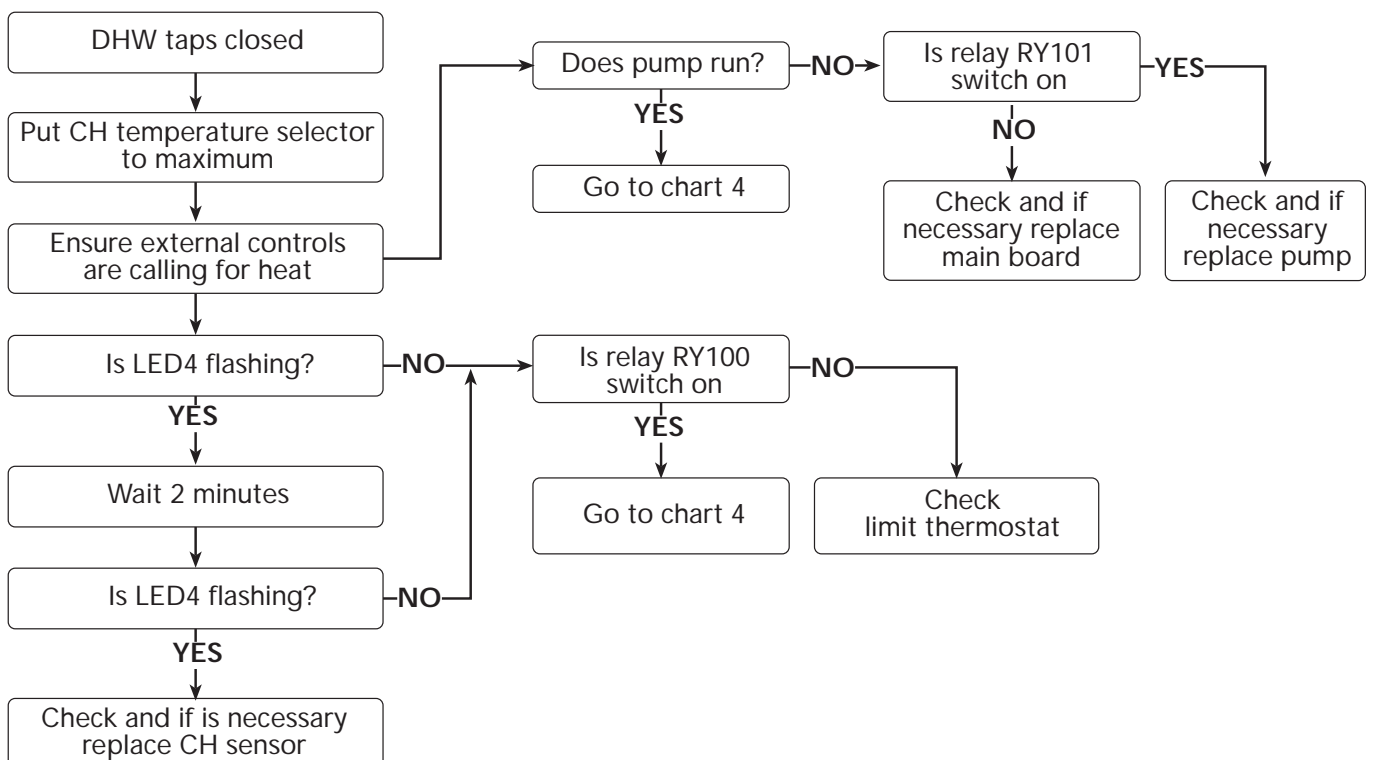 DHW taps closed
Put CH temperature selector
to maximum
Ensure external controls
are calling for heat
Does pump run?
NO
Is relay RY101
switch on
YES
YES
NO
Go to chart 4
Check and if
necessary replace
main board
Check and if
necessary
replace pump
Is LED4 flashing?
NO
Is relay RY100
switch on
NO
YES
YES
Wait 2 minutes
Go to chart 4
Check
limit thermostat
Is LED4 flashing?
NO
YES
Check and if is necessary
replace CH sensor